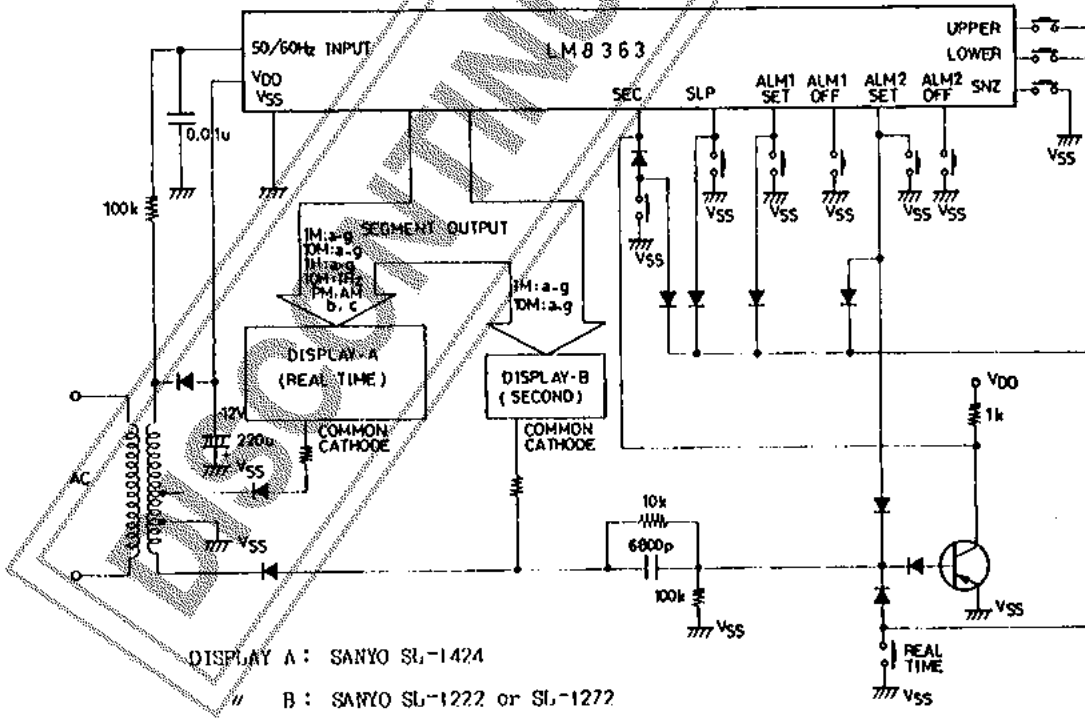 50/60Hz INPUT
LM8363
UPPER
LOWER
SNZ
VDD
VSS
SEC
SLP
ALM1 SET
ALM1 OFF
ALM2 SET
ALM2 OFF
0.01u
100k
VSS
VSS
VSS
VSS
VSS
VSS
SEGMENT OUTPUT
1M:a-g
10M:a-g
1H:a-g
PM:AM
b, c
1M:a-g
10M:a-g
DISPLAY-A
(REAL TIME)
DISPLAY-B
(SECOND)
COMMON CATHODE
COMMON CATHODE
-12V
220u
+
VSS
AC
VSS
VDD
1k
10k
6800p
100k
VSS
VSS
REAL TIME
VSS
DISPLAY A: SANYO SL-1424
" B: SANYO SL-1222 or SL-1272